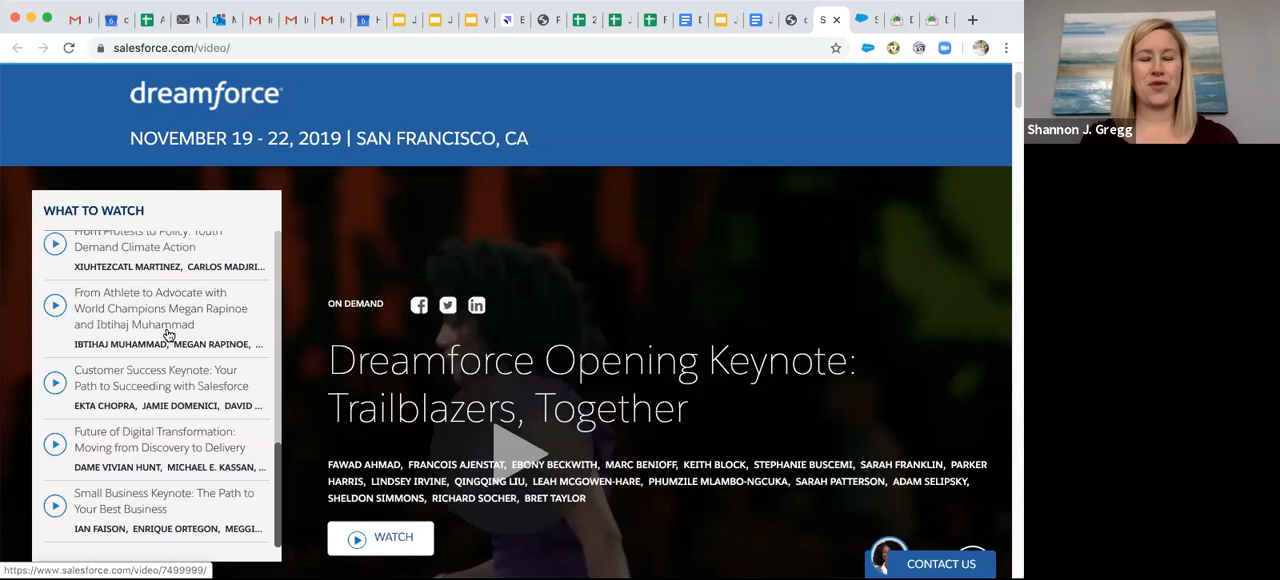 salesforce.com/video/
Shannon J. Gregg
dreamforce
NOVEMBER 19 - 22, 2019 | SAN FRANCISCO, CA
WHAT TO WATCH
From Protests to Policy: Youth
Demand Climate Action
XIUHTEZCATL MARTINEZ, CARLOS MADJRI...
From Athlete to Advocate with
World Champions Megan Rapinoe
and Ibtihaj Muhammad
IBTIHAJ MUHAMMAD, MEGAN RAPINOE, ...
Customer Success Keynote: Your
Path to Succeeding with Salesforce
EKTA CHOPRA, JAMIE DOMENICI, DAVID ...
Future of Digital Transformation:
Moving from Discovery to Delivery
DAME VIVIAN HUNT, MICHAEL E. KASSAN, ...
Small Business Keynote: The Path to
Your Best Business
IAN FAISON, ENRIQUE ORTEGON, MEGGI...
ON DEMAND
Dreamforce Opening Keynote:
Trailblazers, Together
FAWAD AHMAD, FRANCOIS AJENSTAT, EBONY BECKWITH, MARC BENIOFF, KEITH BLOCK, STEPHANIE BUSCEMI, SARAH FRANKLIN, PARKER
HARRIS, LINDSEY IRVINE, QINGQING LIU, LEAH MCGOWEN-HARE, PHUMZILE MLAMBO-NGCUKA, SARAH PATTERSON, ADAM SELIPSKY,
SHELDON SIMMONS, RICHARD SOCHER, BRET TAYLOR
WATCH
CONTACT US
https://www.salesforce.com/video/7499999/